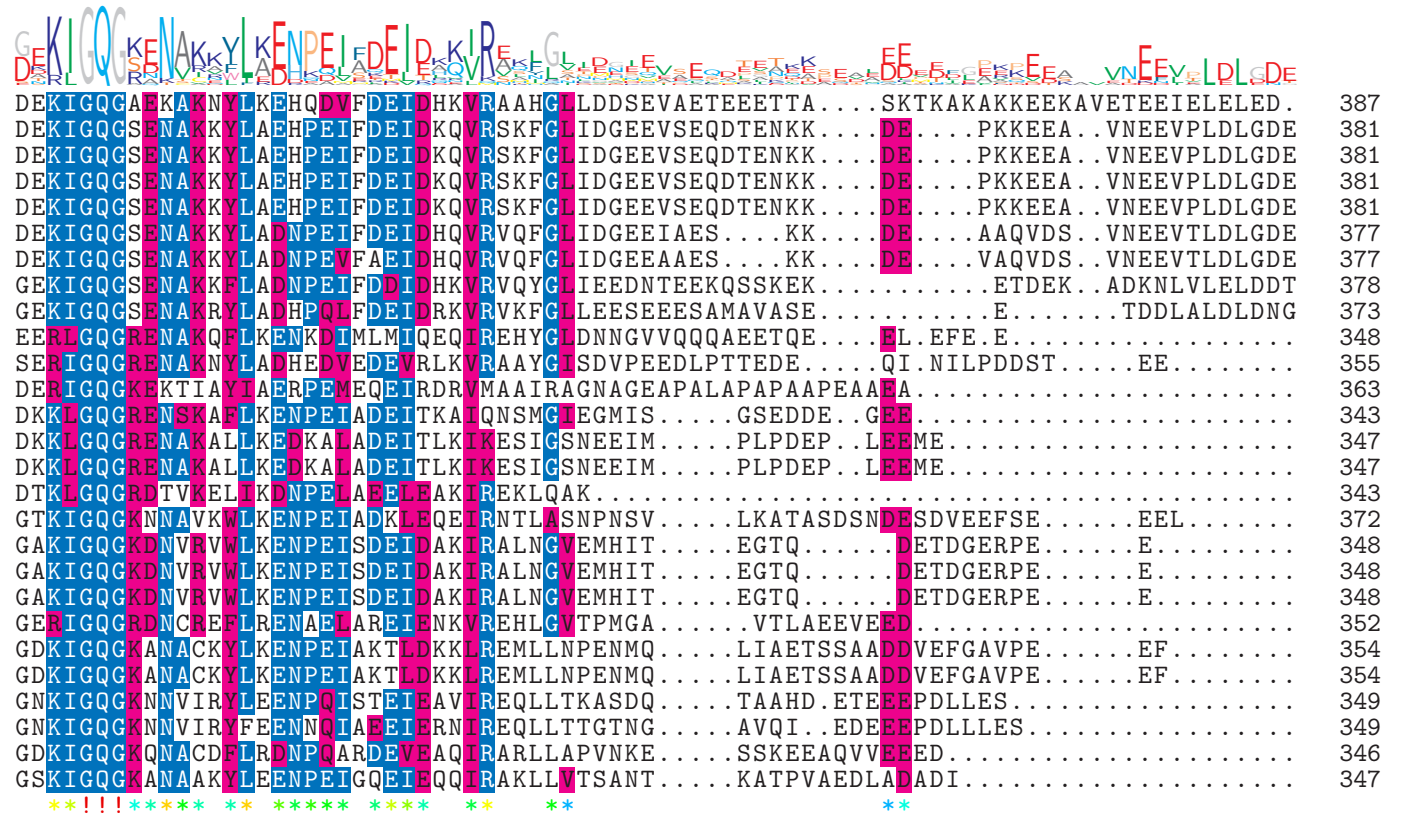 DEKIGQGAEKAKNYLKEHQDVFDEIDHKVRAAHGLLDDSEVAETEEETTA....SKTKAKAKKEEKAVETEEIELELED. 387
DEKIGQGSENAKKYLAEHPEIFDEIDKQVRSKFGLIDGEEVSEQDTENKK....DE....PKKEEA..VNEEVPLDLGDE 381
DEKIGQGSENAKKYLAEHPEIFDEIDKQVRSKFGLIDGEEVSEQDTENKK....DE....PKKEEA..VNEEVPLDLGDE 381
DEKIGQGSENAKKYLAEHPEIFDEIDKQVRSKFGLIDGEEVSEQDTENKK....DE....PKKEEA..VNEEVPLDLGDE 381
DEKIGQGSENAKKYLAEHPEIFDEIDKQVRSKFGLIDGEEVSEQDTENKK....DE....PKKEEA..VNEEVPLDLGDE 381
DEKIGQGSENAKKYLADNPEIFDEIDHQVRVQFGLIDGEEIAES....KK....DE....AAQVDS..VNEEVTLDLGDE 377
DEKIGQGSENAKKYLADNPEVFAEIDHQVRVQFGLIDGEEAAES....KK....DE....VAQVDS..VNEEVTLDLGDE 377
GEKIGQGSENAKKFLADNPEIFDDIDHKVRVQYGLIEEDNTEEKQSSKEK...........ETDEK..ADKNLVLELDDT 378
GEKIGQGSENAKRYLADHPQLFDEIDRKVRVKFGLLEESEEESAMAVASE...........E.......TDDLALDLDNG 373
EERLGQGRENAKQFLKENKDIMLMIQEQIREHYGLDNNGVVQQQAEETQE....EL.EFE.E.................. 348
SERIGQGRENAKNYLADHEDVEDEVRLKVRAAYGISDVPEEDLPTTEDE.....QI.NILPDDST.....EE........ 355
DERIGQGKEKTIAYIAERPEMEQEIRDRVMAAIRAGNAGEAPALAPAPAAPEAAEA........................ 363
DKKLGQGRENSKAFLKENPEIADEITKAIQNSMGIEGMIS.....GSEDDE..GEE........................ 343
DKKLGQGRENAKALLKEDKALADEITLKIKESIGSNEEIM.....PLPDEP..LEEME...................... 347
DKKLGQGRENAKALLKEDKALADEITLKIKESIGSNEEIM.....PLPDEP..LEEME...................... 347
DTKLGQGRDTVKELIKDNPELAEELEAKIREKLQAK............................................ 343
GTKIGQGKNNAVKWLKENPEIADKLEQEIRNTLASNPNSV.....LKATASDSNDESDVEEFSE......EEL....... 372
GAKIGQGKDNVRVWLKENPEISDEIDAKIRALNGVEMHIT.....EGTQ......DETDGERPE......E......... 348
GAKIGQGKDNVRVWLKENPEISDEIDAKIRALNGVEMHIT.....EGTQ......DETDGERPE......E......... 348
GAKIGQGKDNVRVWLKENPEISDEIDAKIRALNGVEMHIT.....EGTQ......DETDGERPE......E......... 348
GERIGQGRDNCREFLRENAELAREIENKVREHLGVTPMGA......VTLAEEVEED........................ 352
GDKIGQGKANACKYLKENPEIAKTLDKKLREMLLNPENMQ.....LIAETSSAADDVEFGAVPE......EF........ 354
GDKIGQGKANACKYLKENPEIAKTLDKKLREMLLNPENMQ.....LIAETSSAADDVEFGAVPE......EF........ 354
GNKIGQGKNNVIRYLEENPQISTEIEAVIREQLLTKASDQ.....TAAHD.ETEEEPDLLES.................. 349
GNKIGQGKNNVIRYFEENNQIAEEIERNIREQLLTTGTNG.....AVQI..EDEEEPDLLLES................. 349
GDKIGQGKQNACDFLRDNPQARDEVEAQIRARLLAPVNKE.....SSKEEAQVVEEED...................... 346
GSKIGQGKANAAKYLEENPEIGQEIEQQIRAKLLVTSANT.....KATPVAEDLADADI..................... 347
**!!!***** ** ***** **** ** ** **